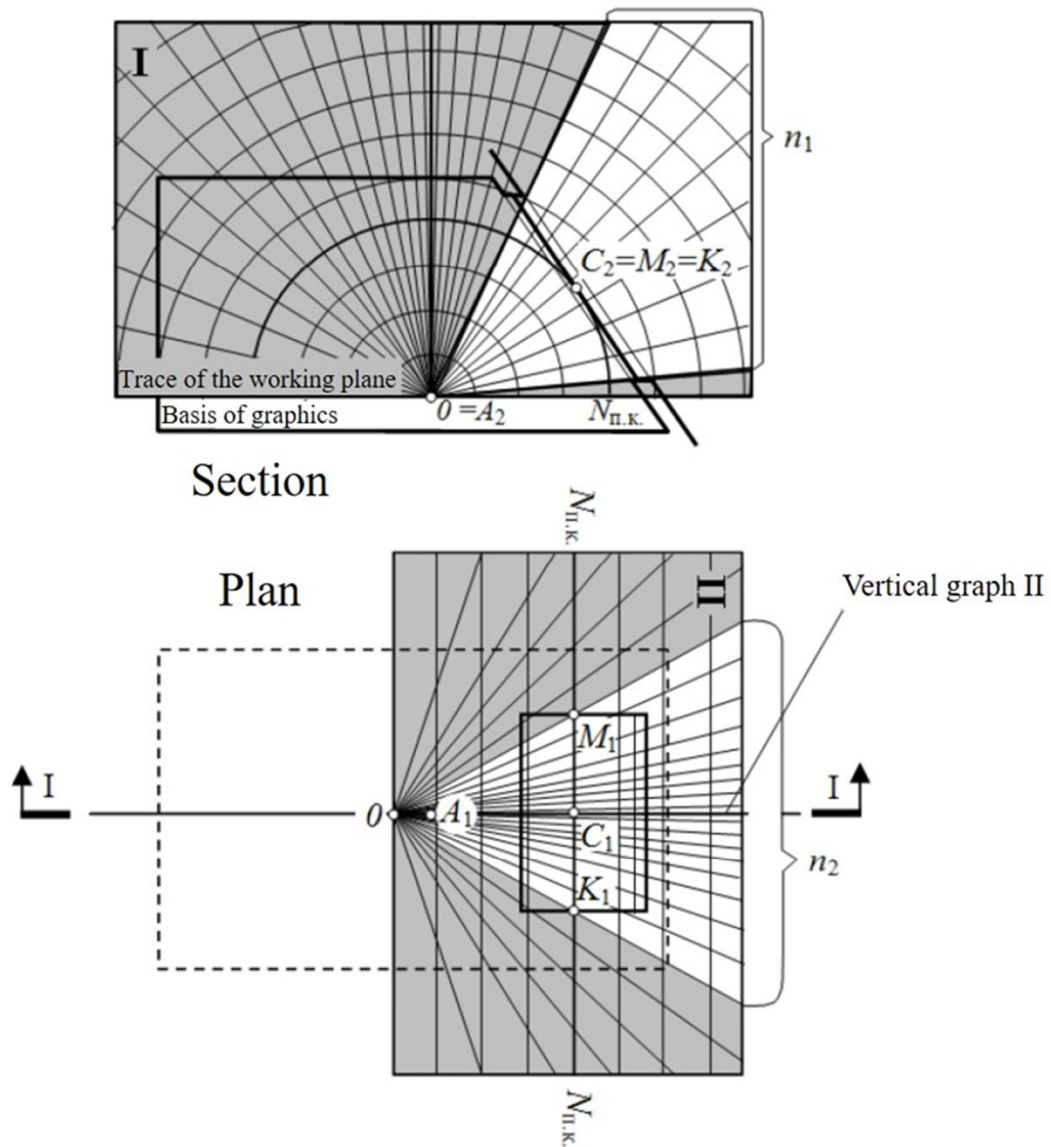 I
n₁
C₂=M₂=K₂
Trace of the working plane
0 =A₂
Nп.к.
Basis of graphics
Section
Nп.к.
Plan
II
Vertical graph II
M₁
I
I
0
A₁
C₁
n₂
K₁
Nп.к.